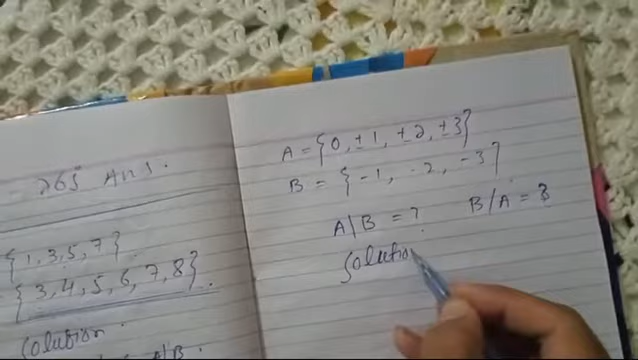 Ans.
{1, 3, 5, 7}
{3, 4, 5, 6, 7, 8}.
Solution.
A\B.
A = {0, ±1, ±2, ±3}
B = {-1, -2, -3}
A\B = ? B/A = ?
Solution